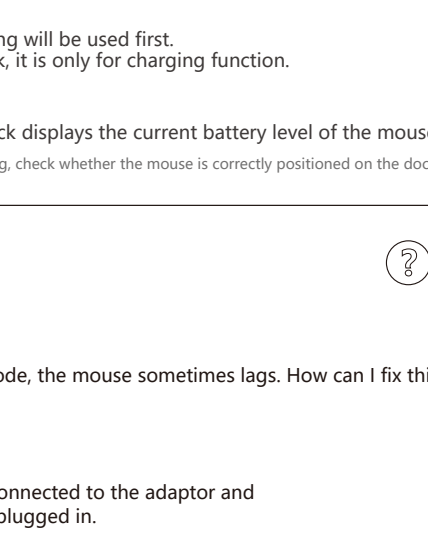 ng will be used first.
k, it is only for charging function.
ck displays the current battery level of the mouse
g, check whether the mouse is correctly positioned on the doc
?
ode, the mouse sometimes lags. How can I fix thi
onnected to the adaptor and
plugged in.